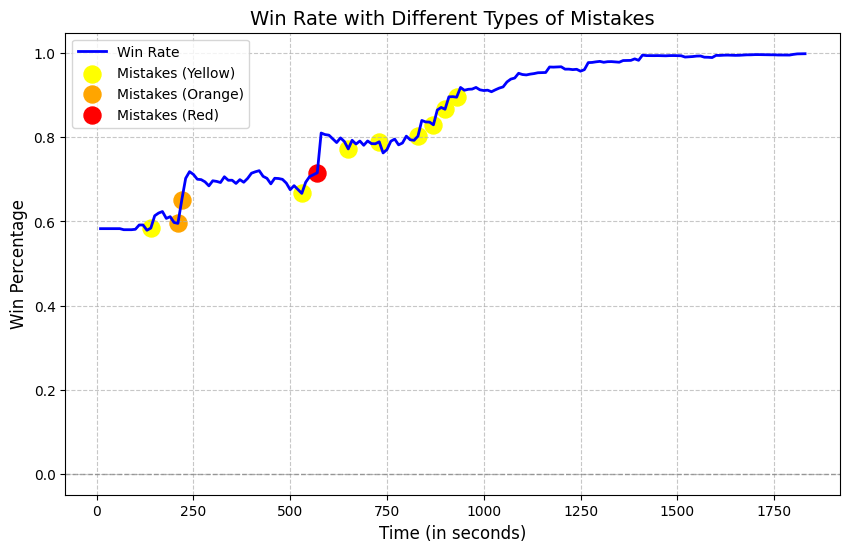 Win Rate with Different Types of Mistakes
Win Rate
Mistakes (Yellow)
Mistakes (Orange)
Mistakes (Red)
Win Percentage
1.0
0.8
0.6
0.4
0.2
0.0
0 250 500 750 1000 1250 1500 1750
Time (in seconds)